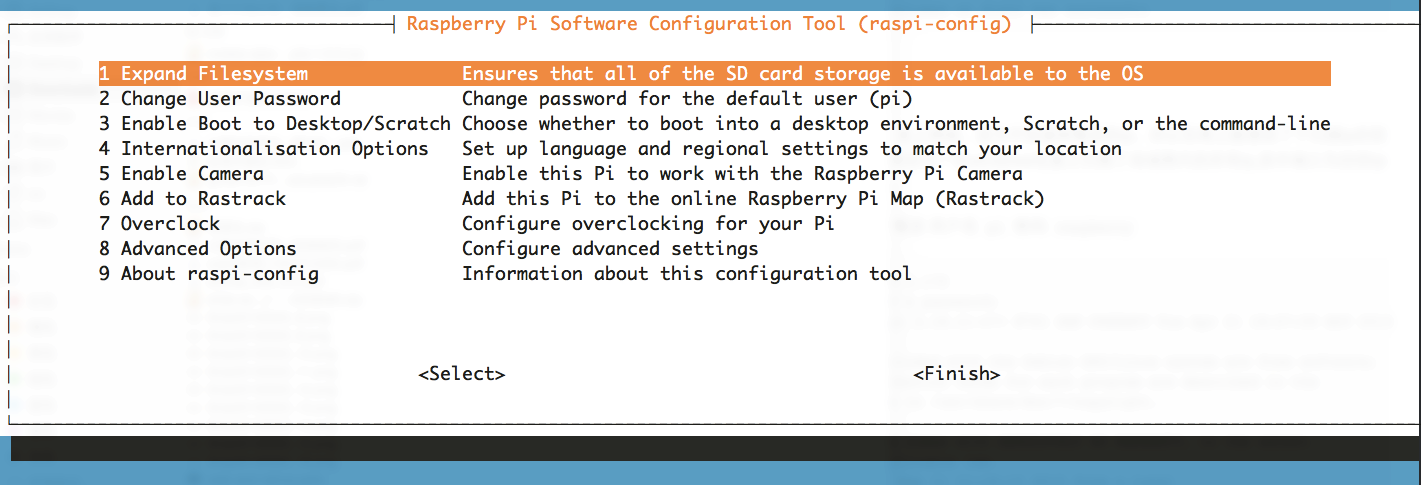 Raspberry Pi Software Configuration Tool (raspi-config)
1 Expand Filesystem Ensures that all of the SD card storage is available to the OS
2 Change User Password Change password for the default user (pi)
3 Enable Boot to Desktop/Scratch Choose whether to boot into a desktop environment, Scratch, or the command-line
4 Internationalisation Options Set up language and regional settings to match your location
5 Enable Camera Enable this Pi to work with the Raspberry Pi Camera
6 Add to Rastrack Add this Pi to the online Raspberry Pi Map (Rastrack)
7 Overclock Configure overclocking for your Pi
8 Advanced Options Configure advanced settings
9 About raspi-config Information about this configuration tool
<Select> <Finish>